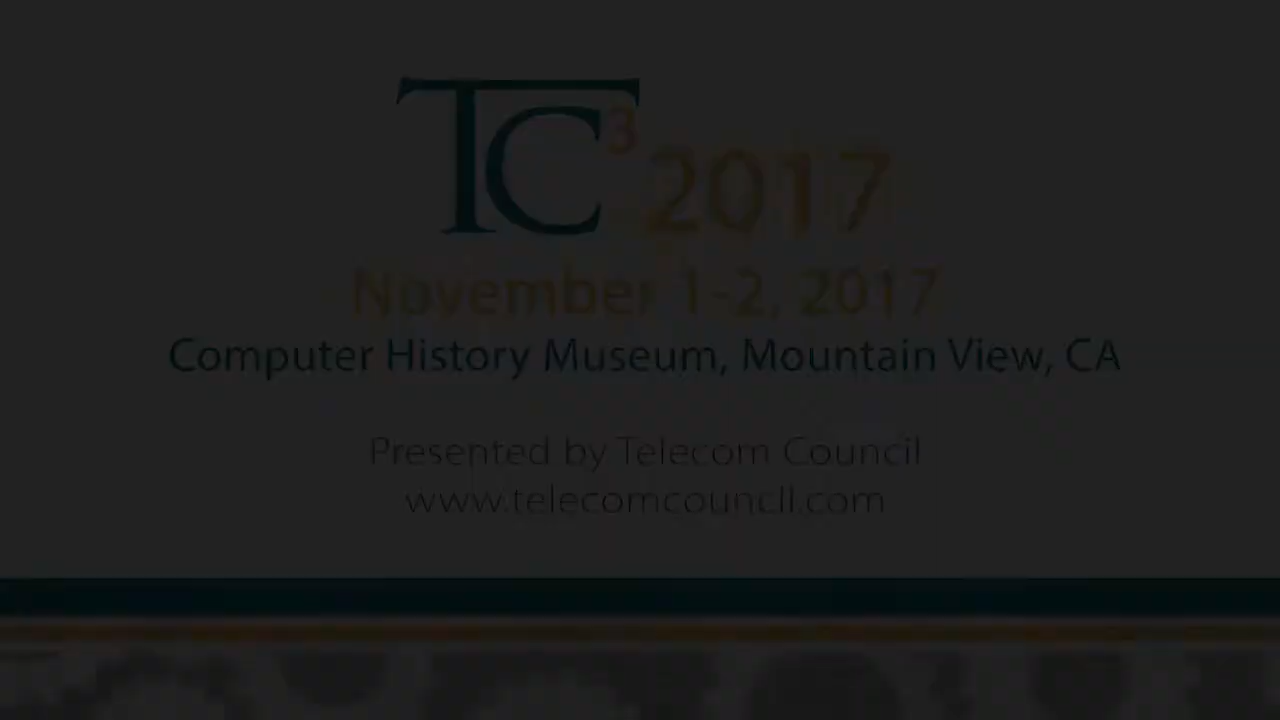 TC³ 2017
November 1-2, 2017
Computer History Museum, Mountain View, CA
Presented by Telecom Council
www.telecomcouncil.com